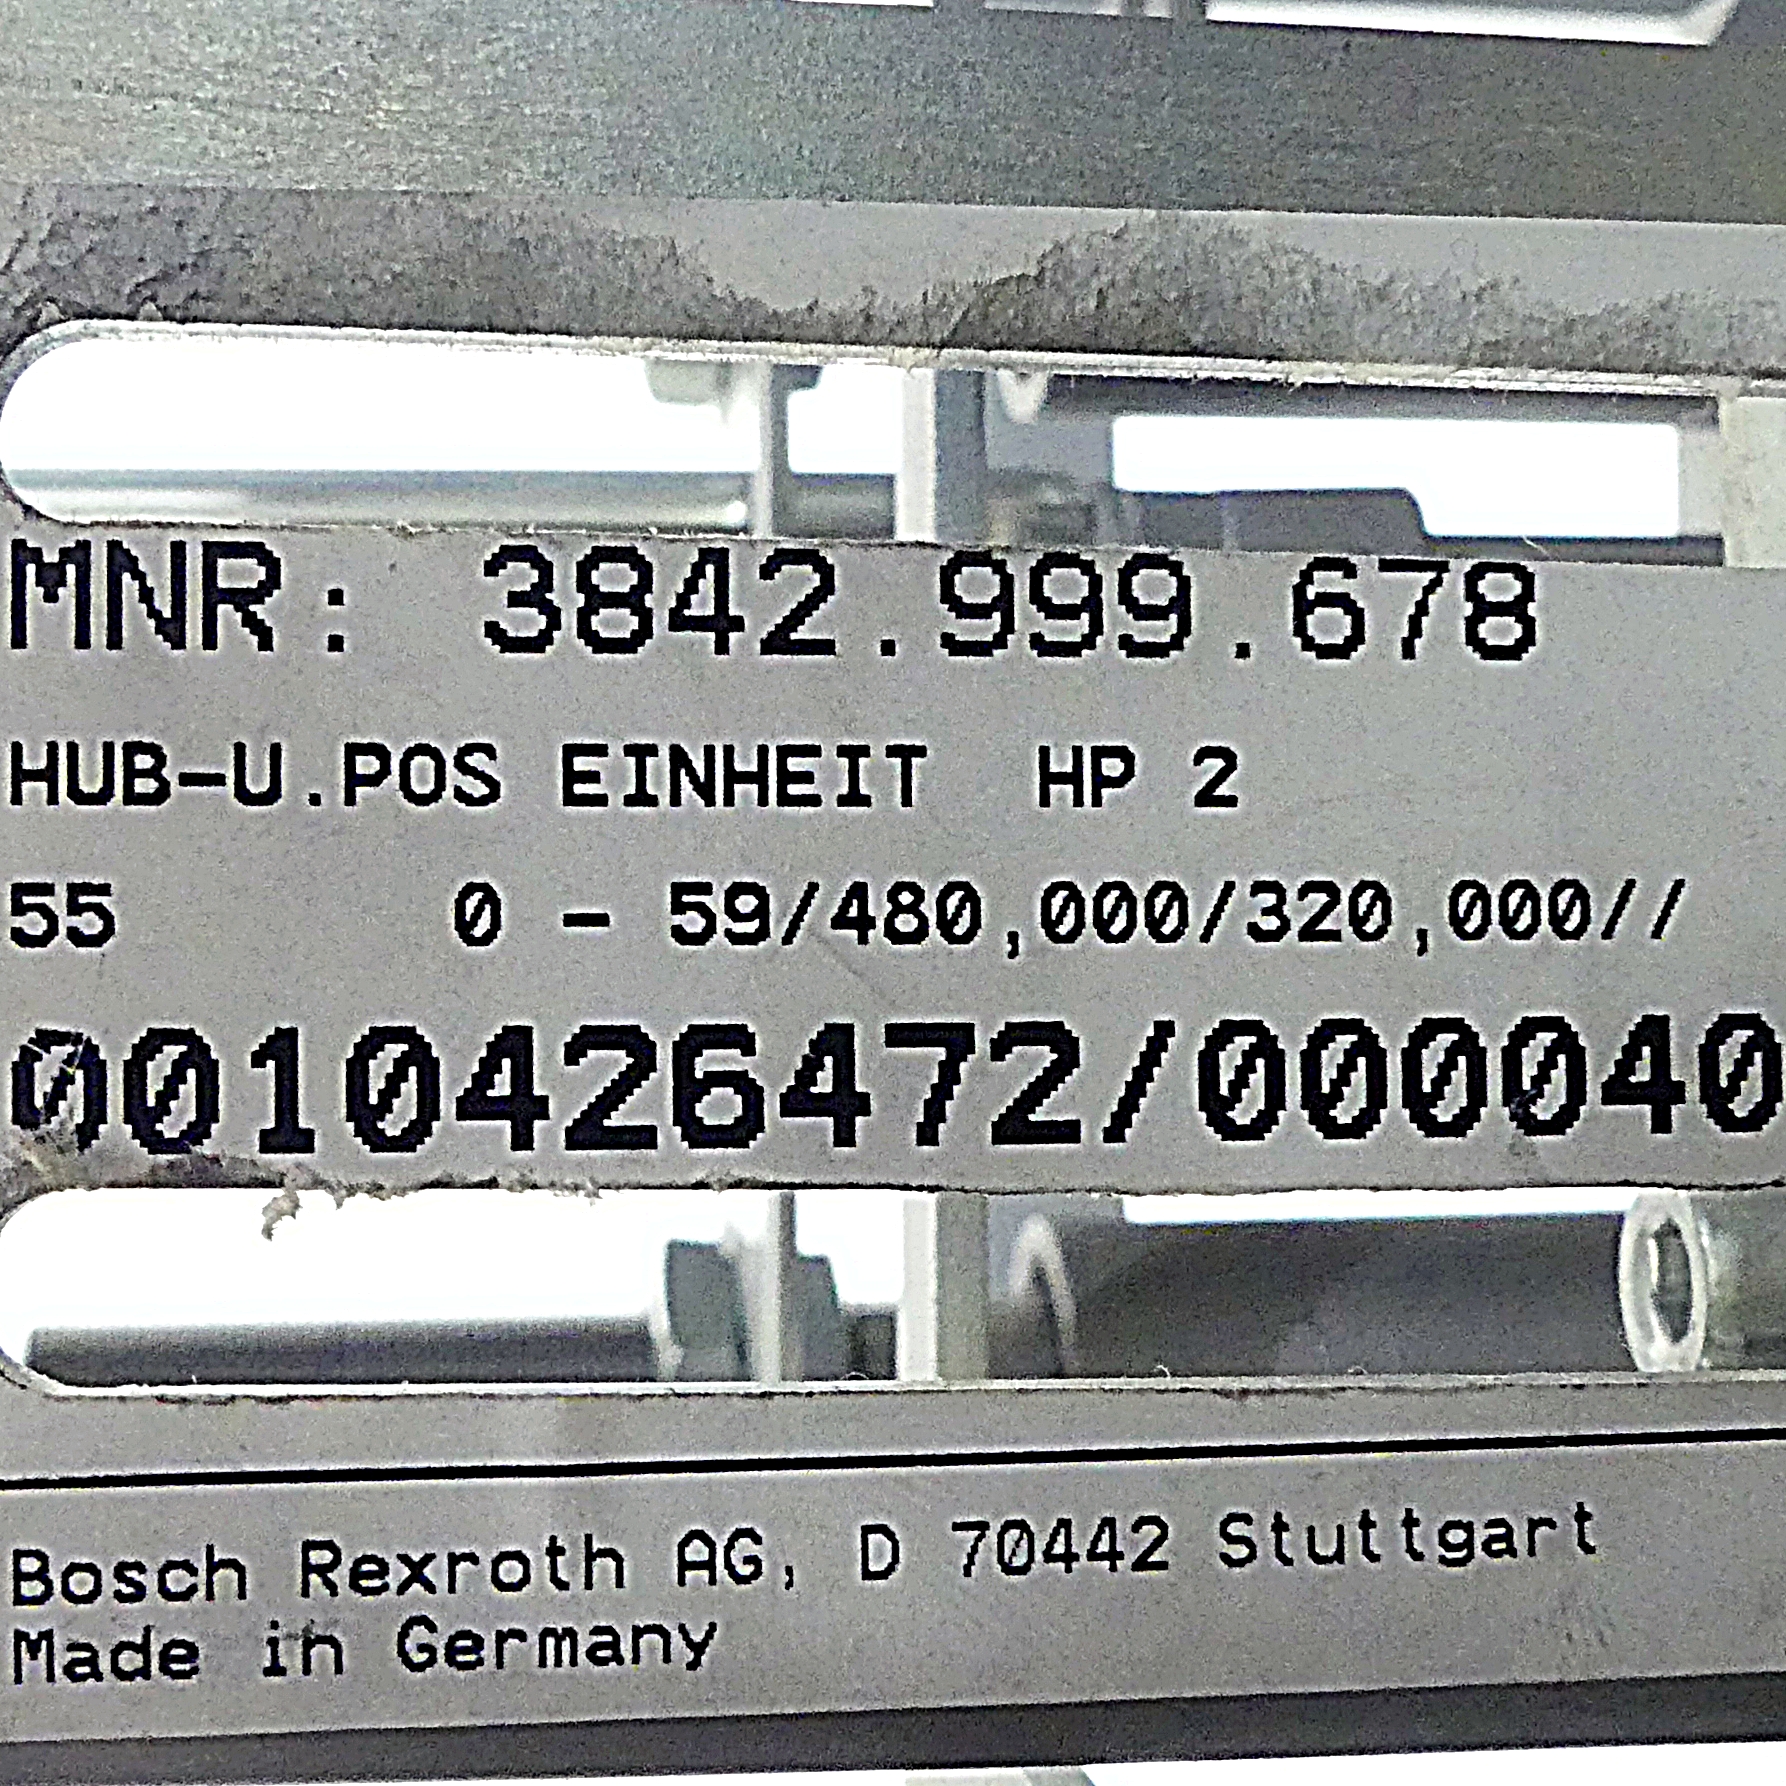 MNR: 3842.999.678
HUB-U.POS EINHEIT HP 2
55 0 - 59/480,000/320,000//
0010426472/000040
Bosch Rexroth AG, D 70442 Stuttgart
Made in Germany